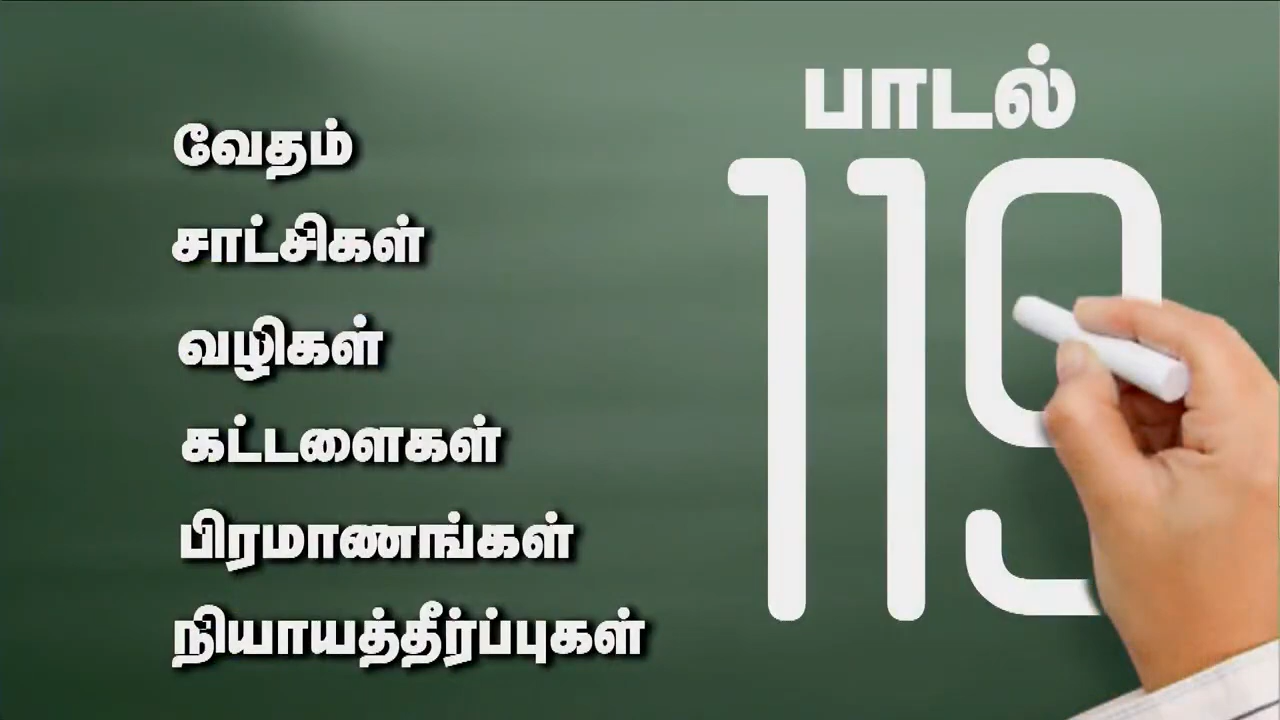 வேதம்
சாட்சிகள்
வழிகள்
கட்டளைகள்
பிரமாணங்கள்
நியாயத்தீர்ப்புகள்
பாடல்
119